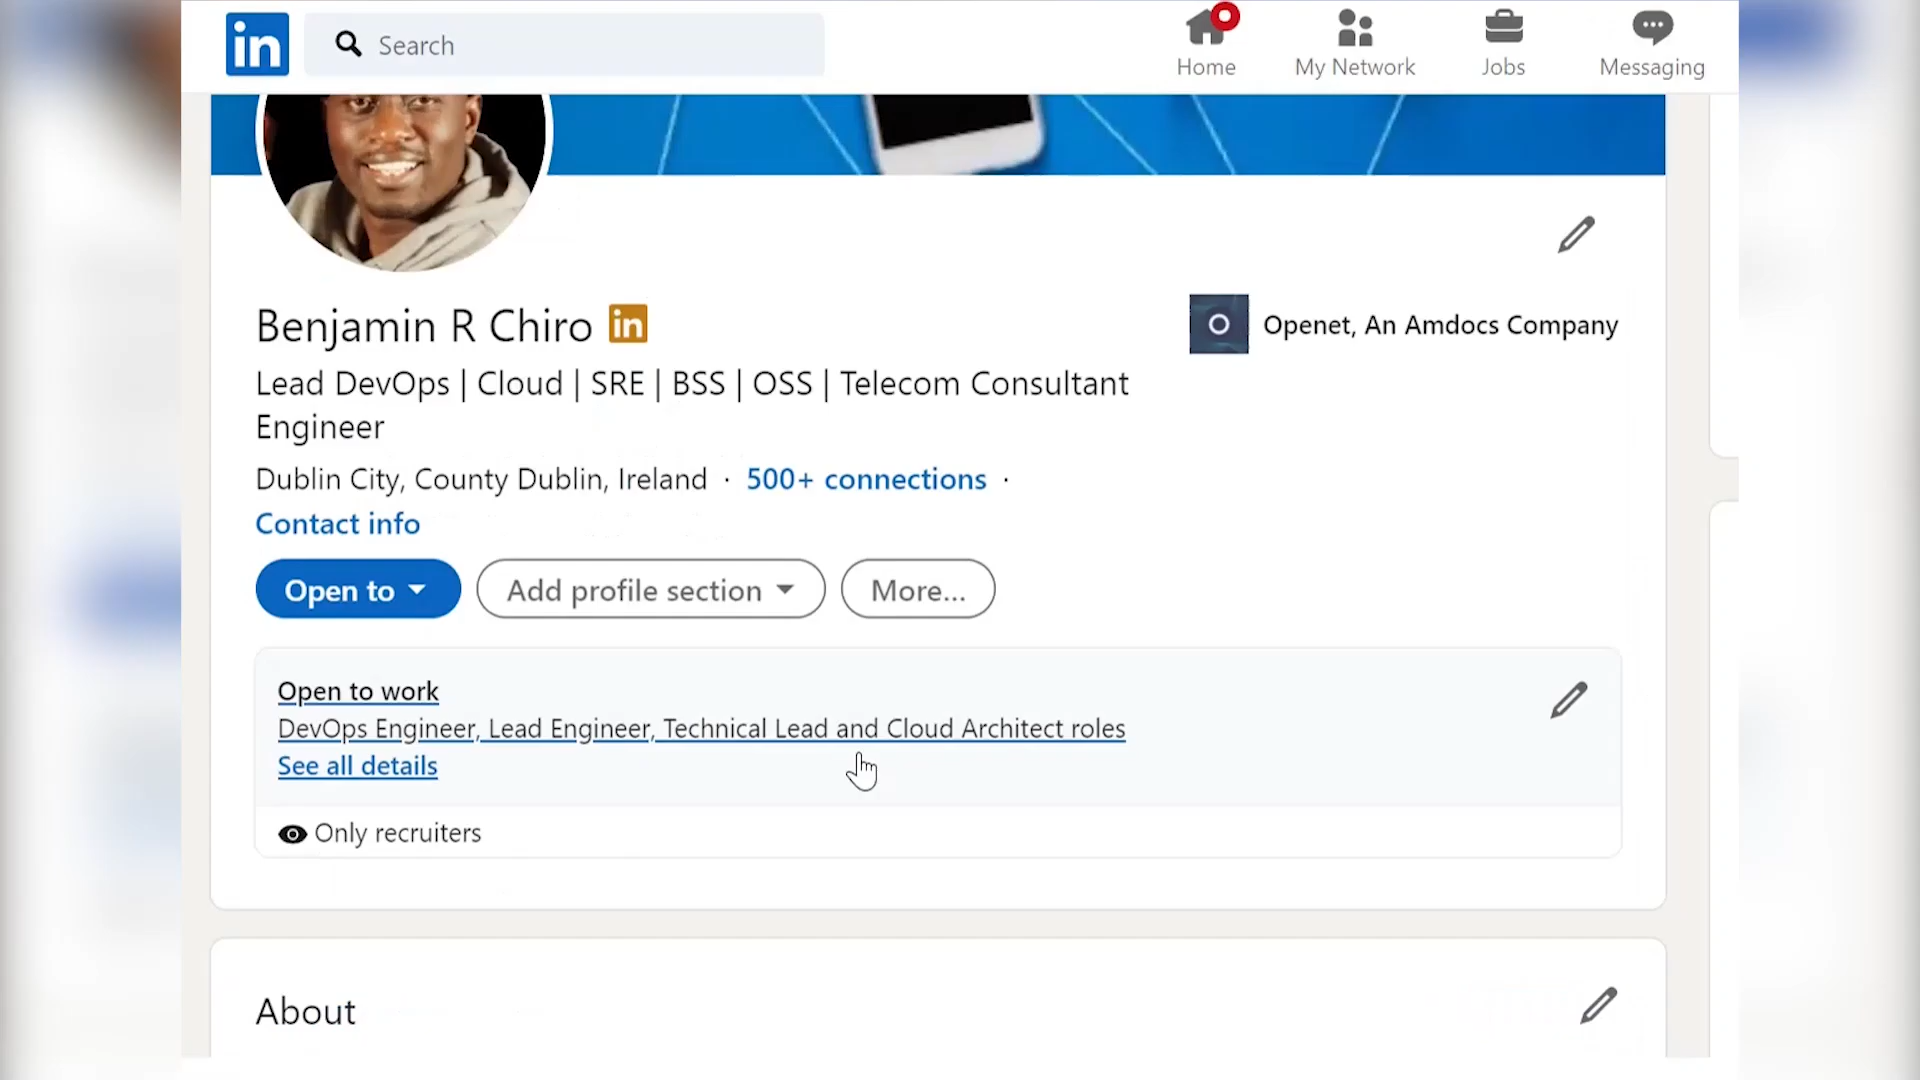 in Search Home My Network Jobs Messaging
Benjamin R Chiro in
Openet, An Amdocs Company
Lead DevOps | Cloud | SRE | BSS | OSS | Telecom Consultant
Engineer
Dublin City, County Dublin, Ireland · 500+ connections ·
Contact info
Open to Add profile section More...
Open to work
DevOps Engineer, Lead Engineer, Technical Lead and Cloud Architect roles
See all details
Only recruiters
About